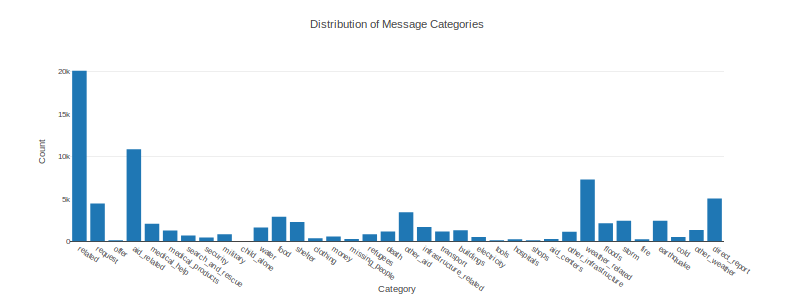 Distribution of Message Categories
20k
15k
10k
5k
0
Count
related
request
offer
aid_related
medical_help
medical_products
search_and_rescue
security
military
child_alone
water
food
shelter
clothing
money
missing_people
refugees
death
other_aid
infrastructure_related
transport
buildings
electricity
tools
hospitals
shops
aid_centers
other_infrastructure
weather_related
floods
storm
fire
earthquake
cold
other_weather
direct_report
Category